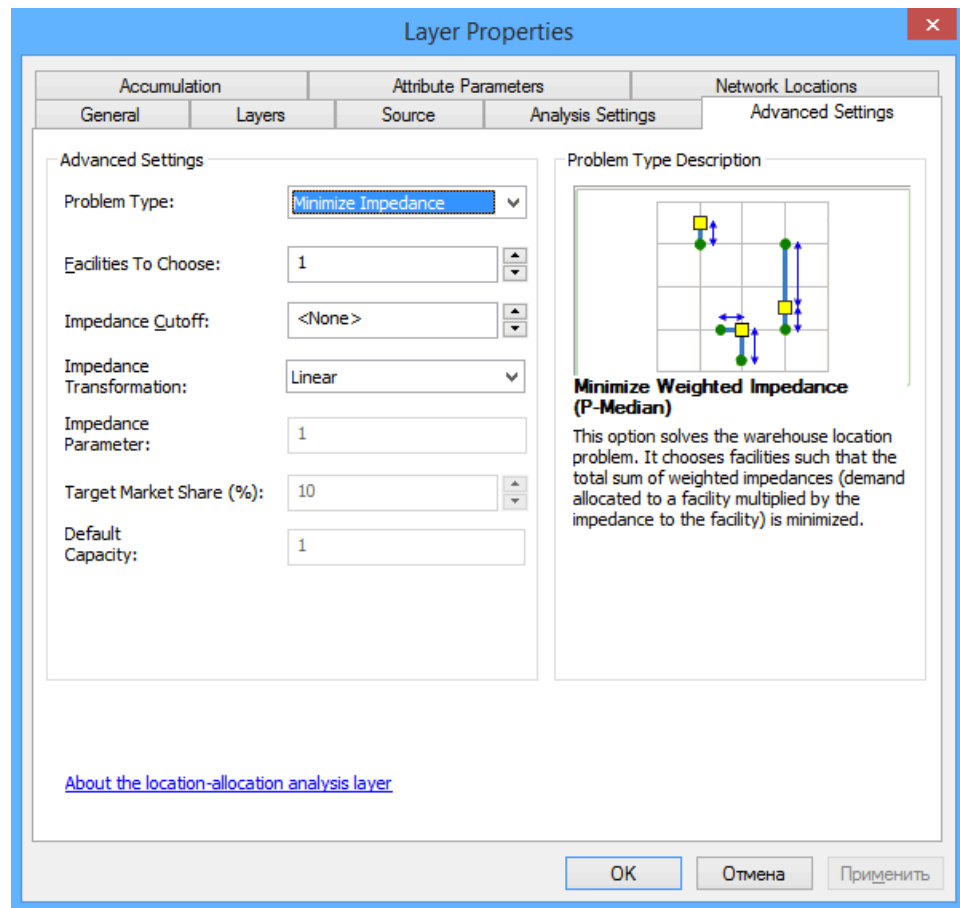 Layer Properties
Accumulation
Attribute Parameters
Network Locations
General
Layers
Source
Analysis Settings
Advanced Settings
Advanced Settings
Problem Type:
Minimize Impedance
Facilities To Choose:
1
Impedance Cutoff:
<None>
Impedance
Transformation:
Linear
Impedance
Parameter:
1
Target Market Share (%):
10
Default
Capacity:
1
Problem Type Description
Minimize Weighted Impedance
(P-Median)
This option solves the warehouse location
problem. It chooses facilities such that the
total sum of weighted impedances (demand
allocated to a facility multiplied by the
impedance to the facility) is minimized.
About the location-allocation analysis layer
OK
Отмена
Применить